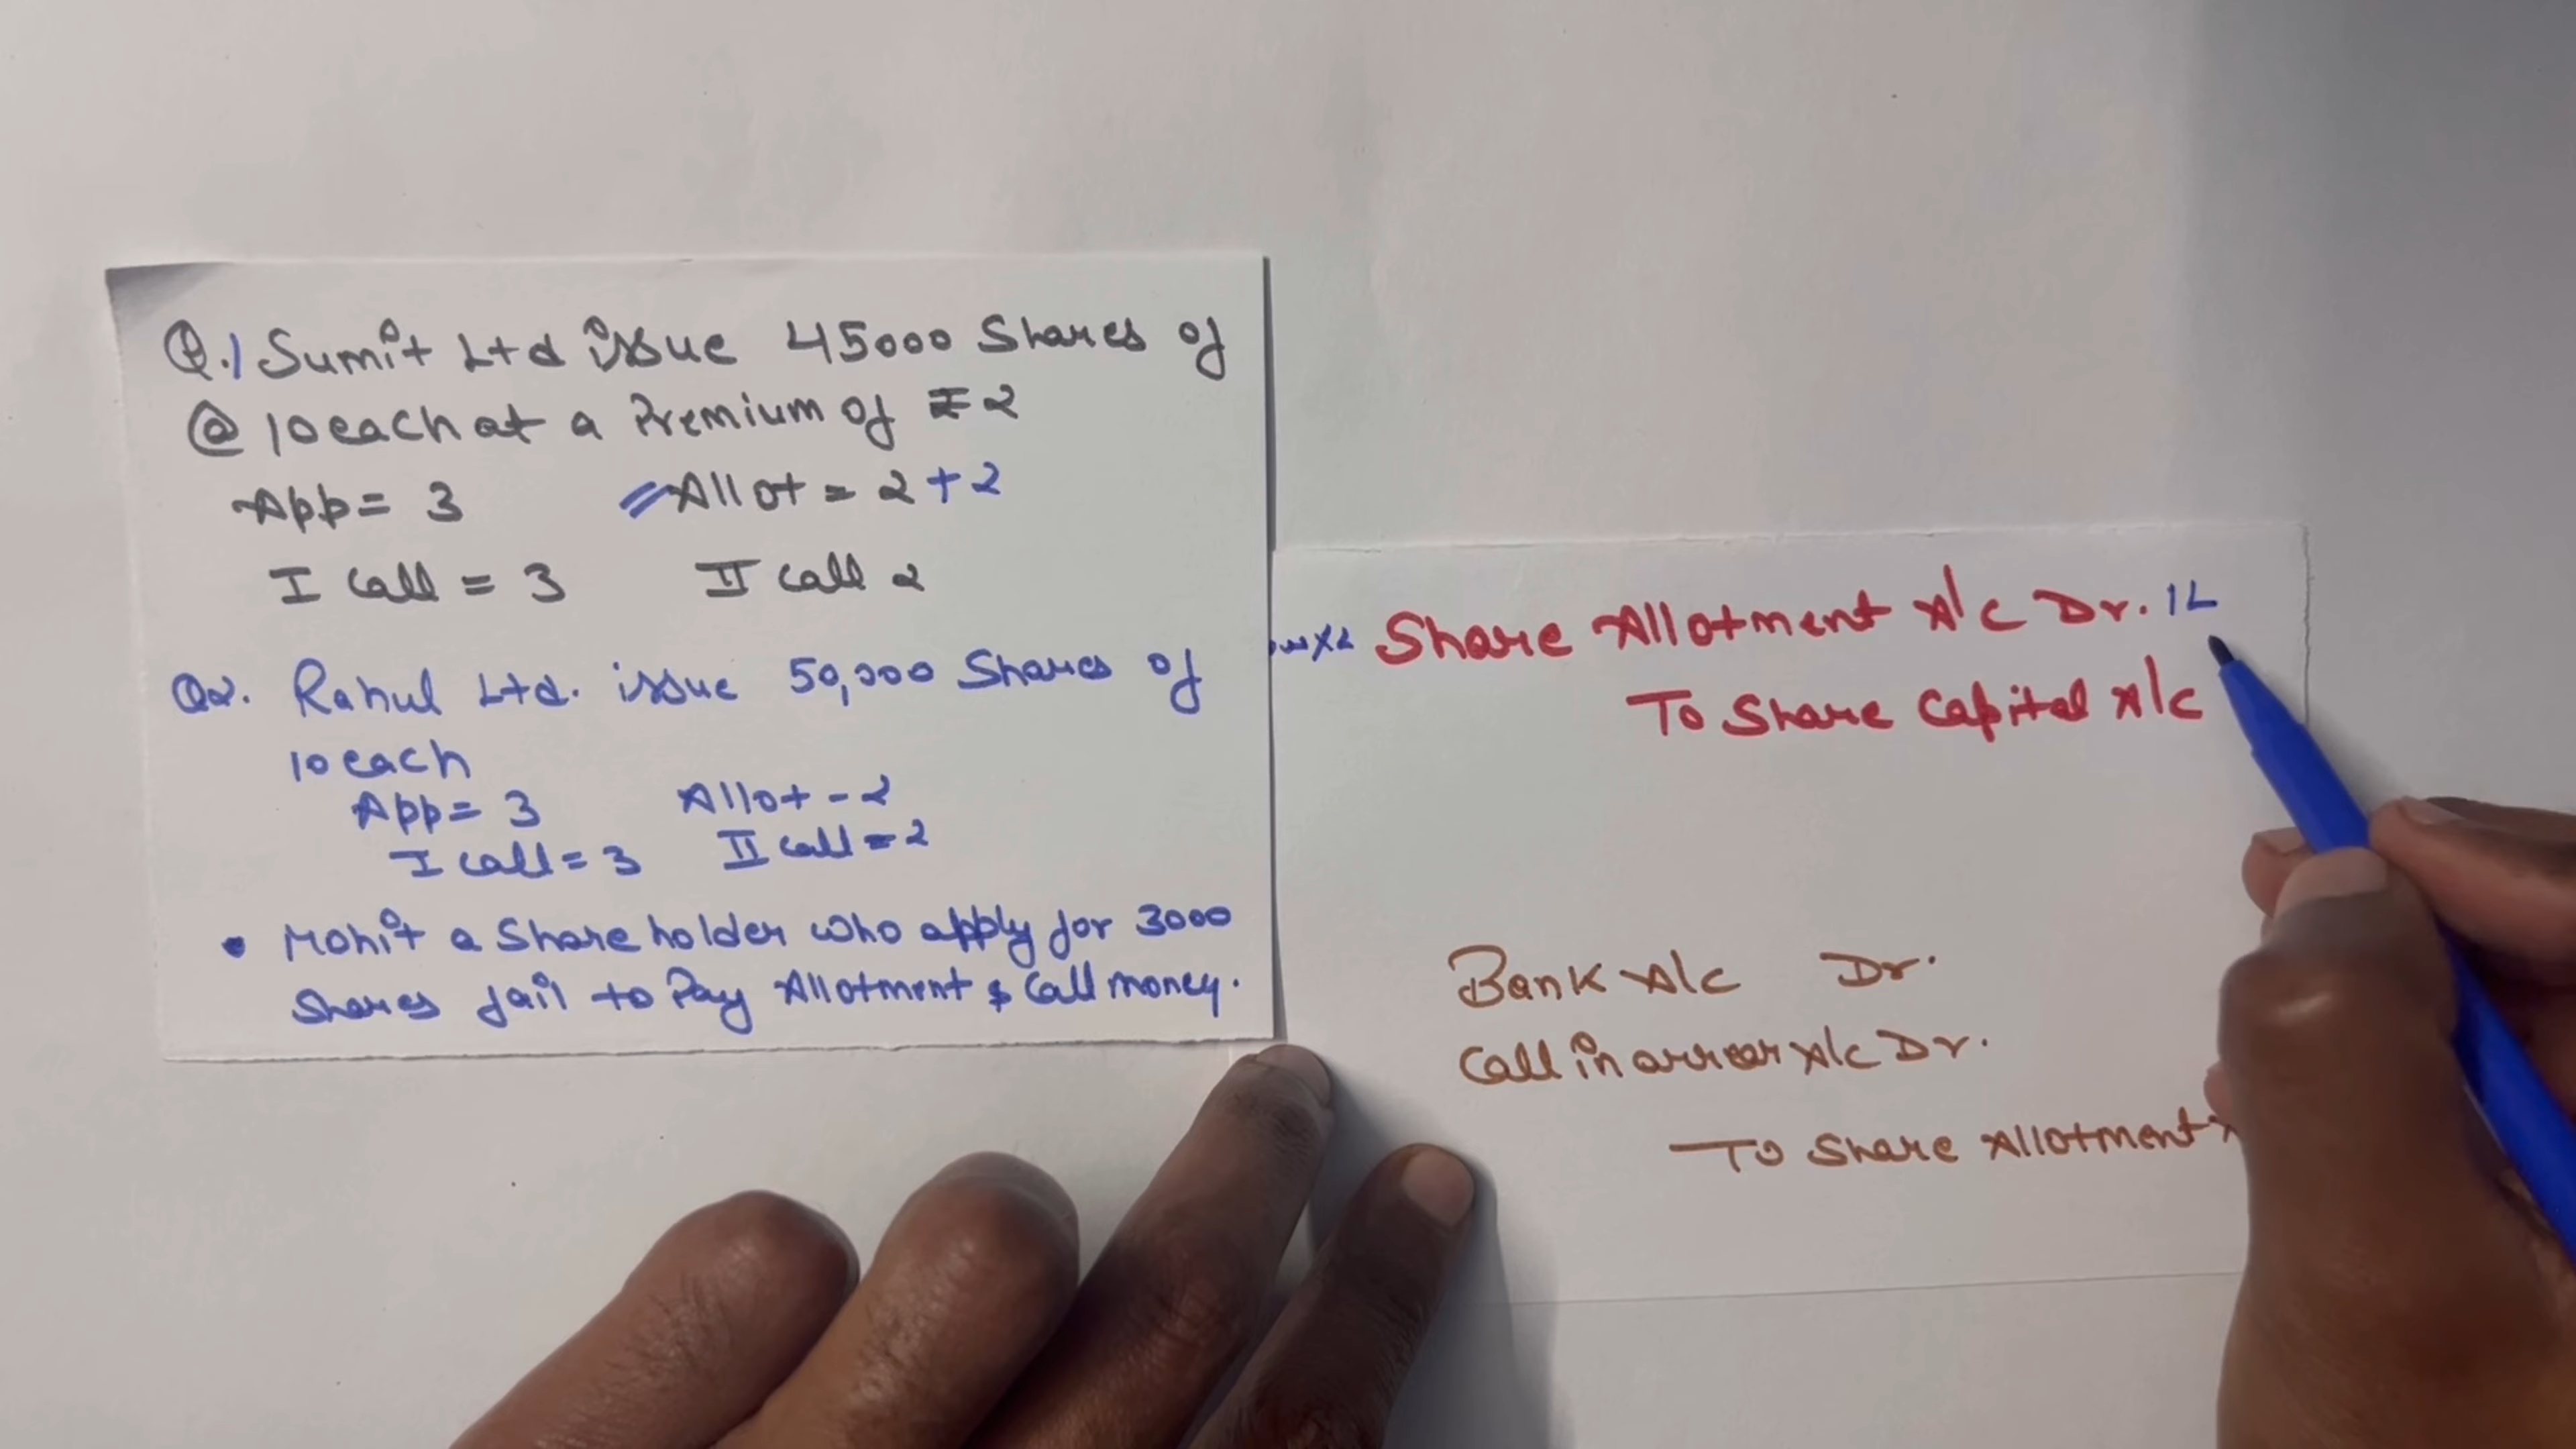 Q.1 Sumit Ltd issue 45000 Shares of
@ 10 each at a Premium of ₹ 2
App = 3 Allot = 2 + 2
I Call = 3 II Call 2
Q2. Rahul Ltd. issue 50,000 Shares of
10 each
App = 3 Allot - 2
I Call = 3 II Call = 2
• Mohit a Share holder who apply for 3000
Shares fail to Pay Allotment & Call money.
Share Allotment A/c Dr. 1L
To Share Capital A/c
Bank A/c Dr.
Call in arrear A/c Dr.
To Share Allotment